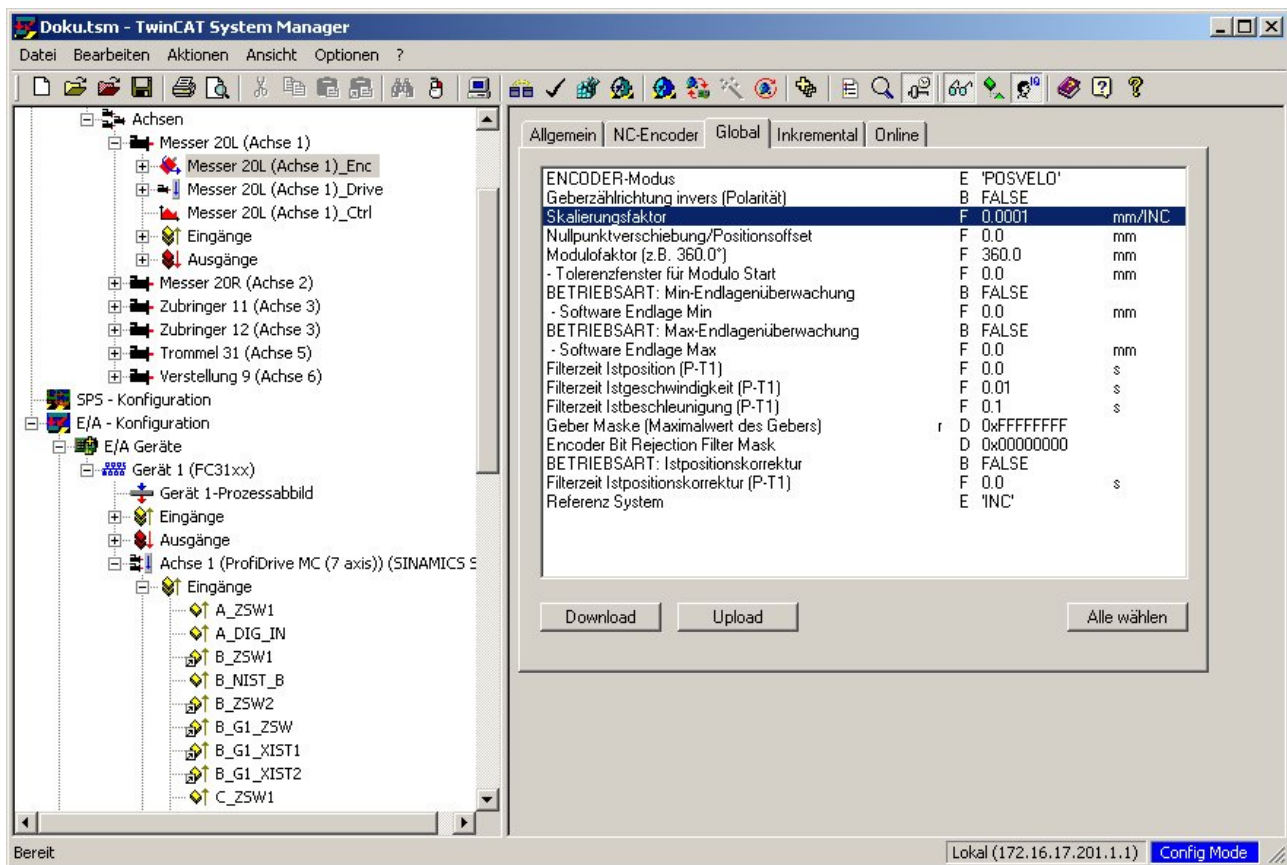 Doku.tsm - TwinCAT System Manager
Datei Bearbeiten Aktionen Ansicht Optionen ?
Achsen
Messer 20L (Achse 1)
Messer 20L (Achse 1)_Enc
Messer 20L (Achse 1)_Drive
Messer 20L (Achse 1)_Ctrl
Eingänge
Ausgänge
Messer 20R (Achse 2)
Zubringer 11 (Achse 3)
Zubringer 12 (Achse 3)
Trommel 31 (Achse 5)
Verstellung 9 (Achse 6)
SPS - Konfiguration
E/A - Konfiguration
E/A Geräte
Gerät 1 (FC31xx)
Gerät 1-Prozessabbild
Eingänge
Ausgänge
Achse 1 (ProfiDrive MC (7 axis)) (SINAMICS S
Eingänge
A_ZSW1
A_DIG_IN
B_ZSW1
B_NIST_B
B_ZSW2
B_G1_ZSW
B_G1_XIST1
B_G1_XIST2
C_ZSW1
Allgemein NC-Encoder Global Inkremental Online
ENCODER-Modus E 'POSVELO'
Geberzählrichtung invers (Polarität) B FALSE
Skalierungsfaktor F 0.0001 mm/INC
Nullpunktverschiebung/Positionsoffset F 0.0 mm
Modulofaktor (z.B. 360.0°) F 360.0 mm
- Tolerenzfenster für Modulo Start F 0.0 mm
BETRIEBSART: Min-Endlagenüberwachung B FALSE
- Software Endlage Min F 0.0 mm
BETRIEBSART: Max-Endlagenüberwachung B FALSE
- Software Endlage Max F 0.0 mm
Filterzeit Istposition (P-T1) F 0.0 s
Filterzeit Istgeschwindigkeit (P-T1) F 0.01 s
Filterzeit Istbeschleunigung (P-T1) F 0.1 s
Geber Maske (Maximalwert des Gebers) r D 0xFFFFFFFF
Encoder Bit Rejection Filter Mask D 0x00000000
BETRIEBSART: Istpositionskorrektur B FALSE
Filterzeit Istpositionskorrektur (P-T1) F 0.0 s
Referenz System E 'INC'
Download Upload Alle wählen
Bereit Lokal (172.16.17.201.1.1) Config Mode